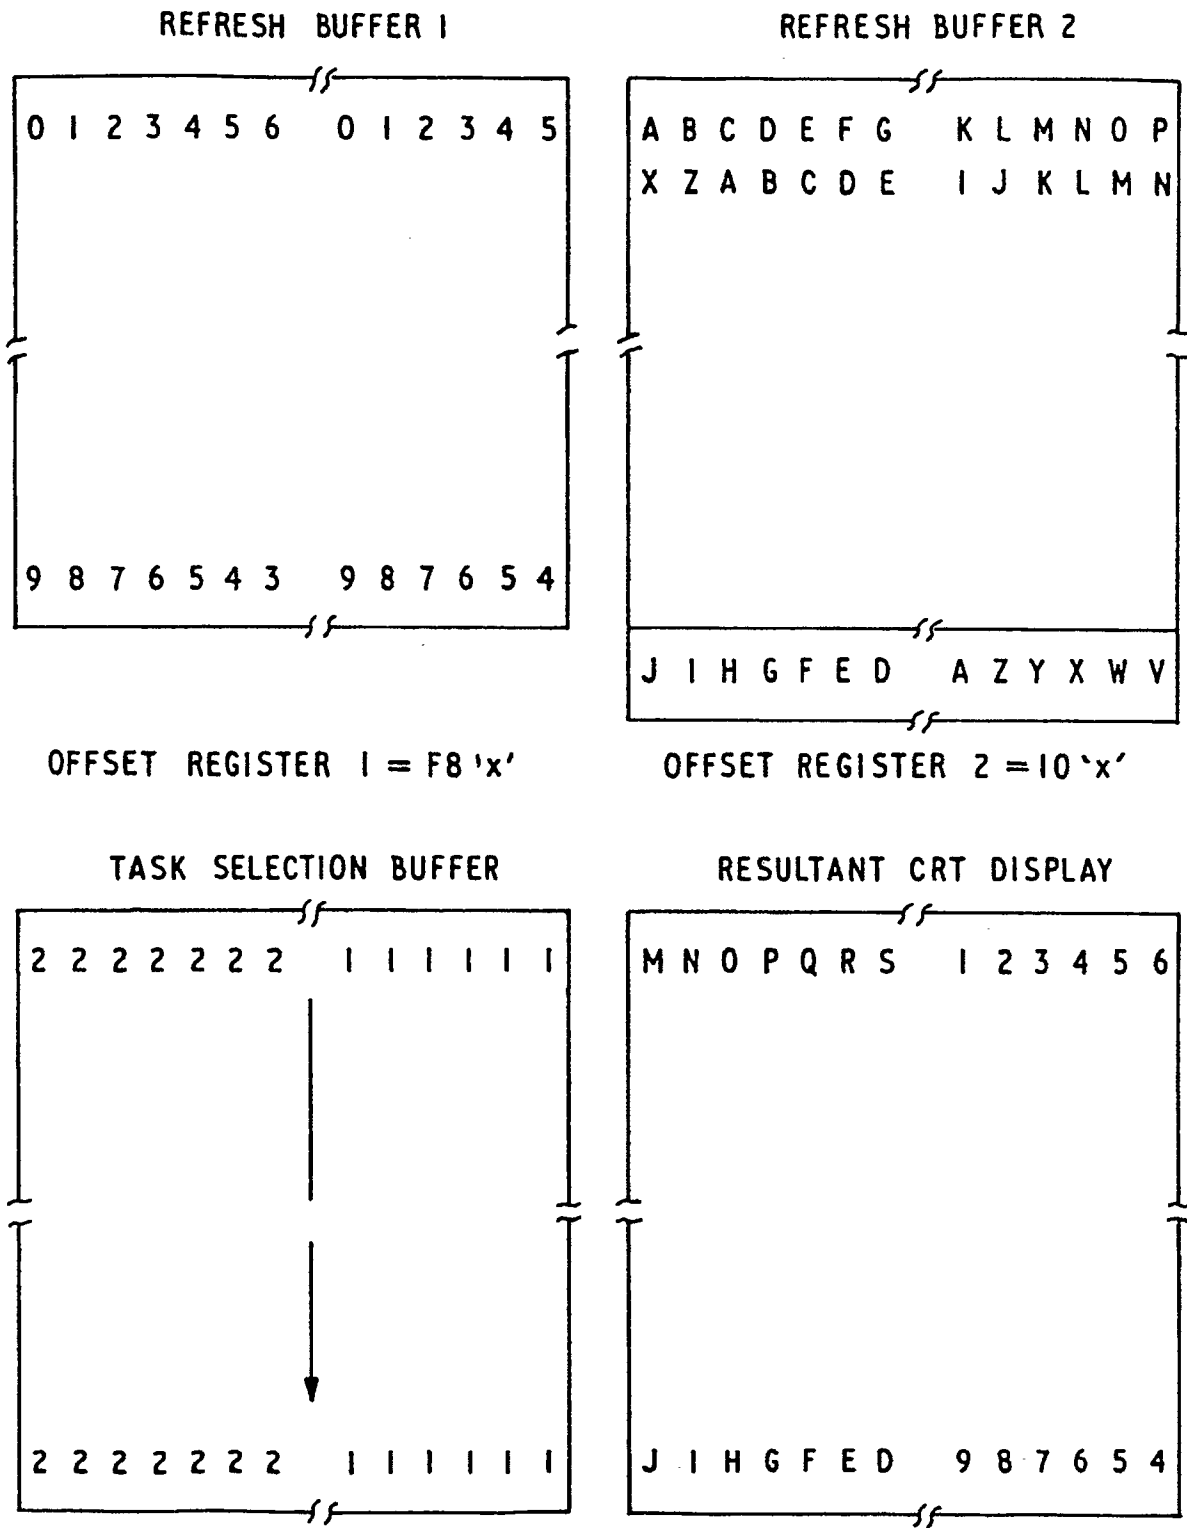 REFRESH BUFFER 1
0 1 2 3 4 5 6 0 1 2 3 4 5
9 8 7 6 5 4 3 9 8 7 6 5 4
REFRESH BUFFER 2
A B C D E F G K L M N O P
X Z A B C D E I J K L M N
J I H G F E D A Z Y X W V
OFFSET REGISTER 1 = F8 'x'
OFFSET REGISTER 2 = 10 'x'
TASK SELECTION BUFFER
2 2 2 2 2 2 2 1 1 1 1 1 1
2 2 2 2 2 2 2 1 1 1 1 1 1
RESULTANT CRT DISPLAY
M N O P Q R S 1 2 3 4 5 6
J I H G F E D 9 8 7 6 5 4